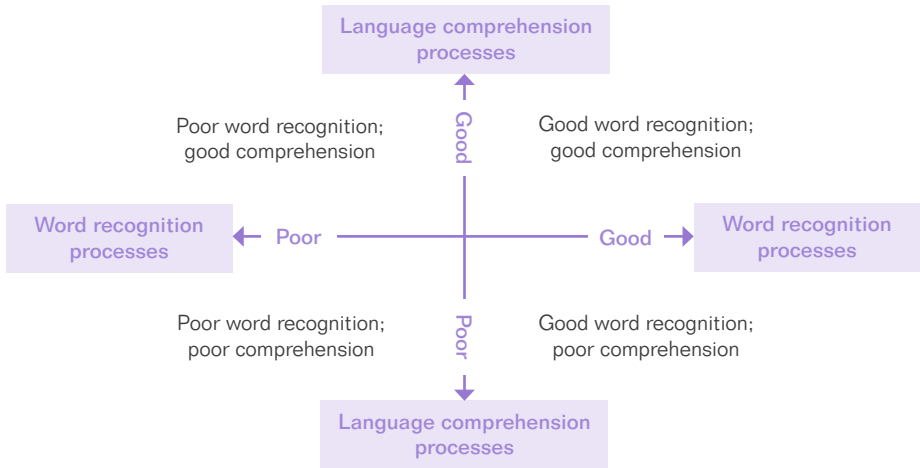 Language comprehension
processes
Good
Poor word recognition;
good comprehension
Good word recognition;
good comprehension
Word recognition
processes
Poor
Good
Word recognition
processes
Poor word recognition;
poor comprehension
Poor
Good word recognition;
poor comprehension
Language comprehension
processes